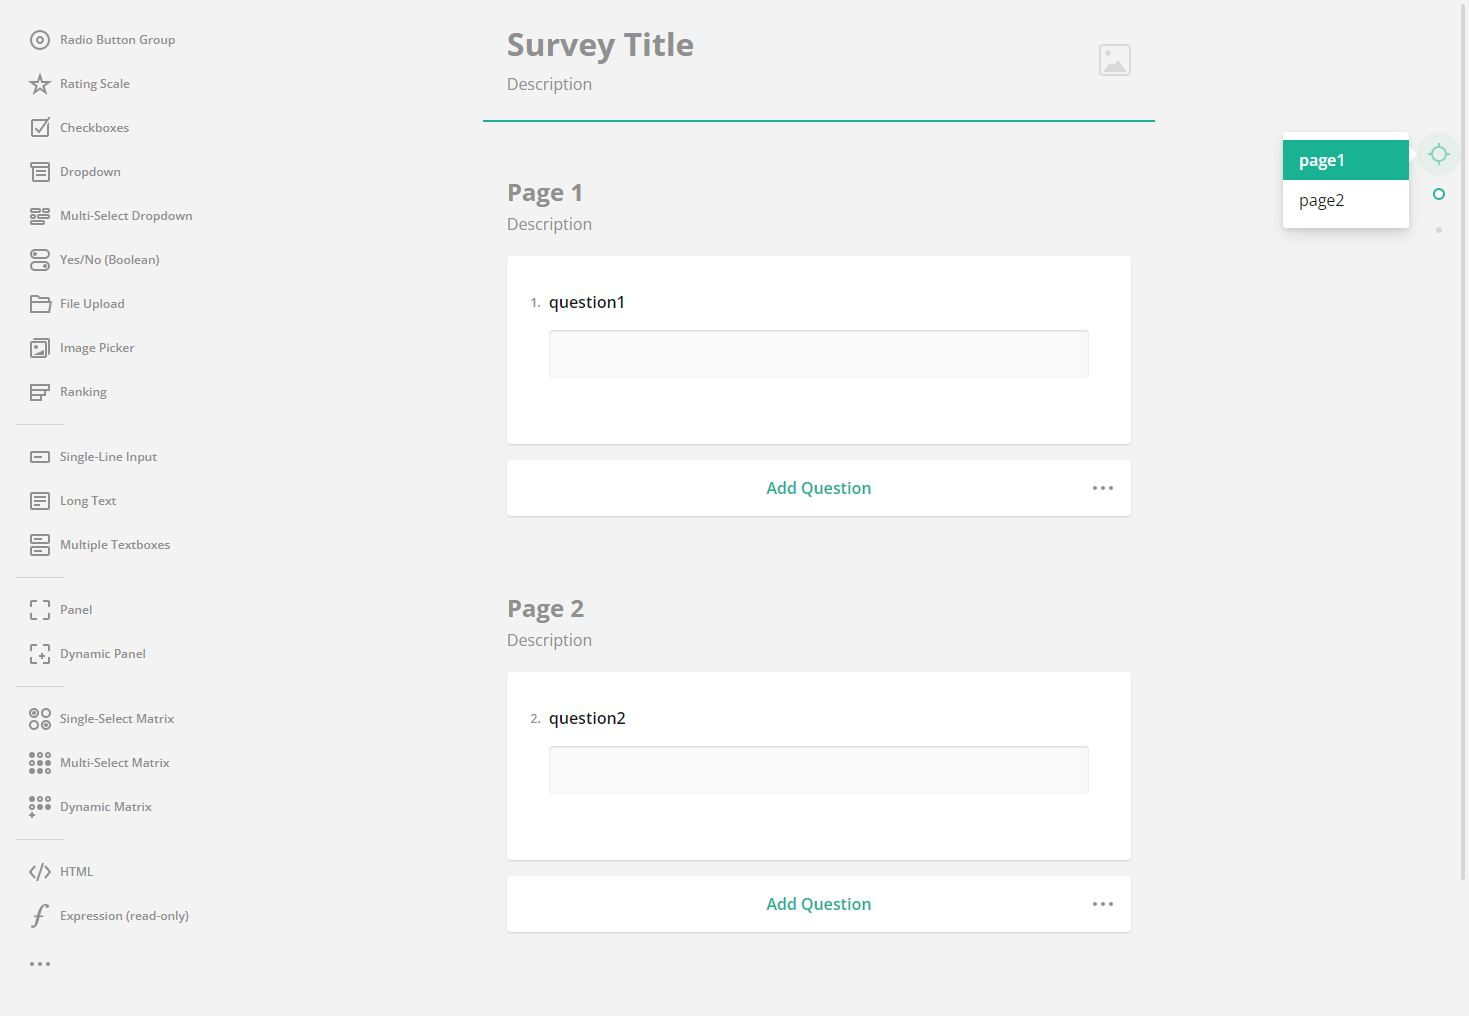 Radio Button Group
Rating Scale
Checkboxes
Dropdown
Multi-Select Dropdown
Yes/No (Boolean)
File Upload
Image Picker
Ranking
Single-Line Input
Long Text
Multiple Textboxes
Panel
Dynamic Panel
Single-Select Matrix
Multi-Select Matrix
Dynamic Matrix
HTML
Expression (read-only)
Survey Title
Description
Page 1
Description
1. question1
Add Question
Page 2
Description
2. question2
Add Question
page1
page2